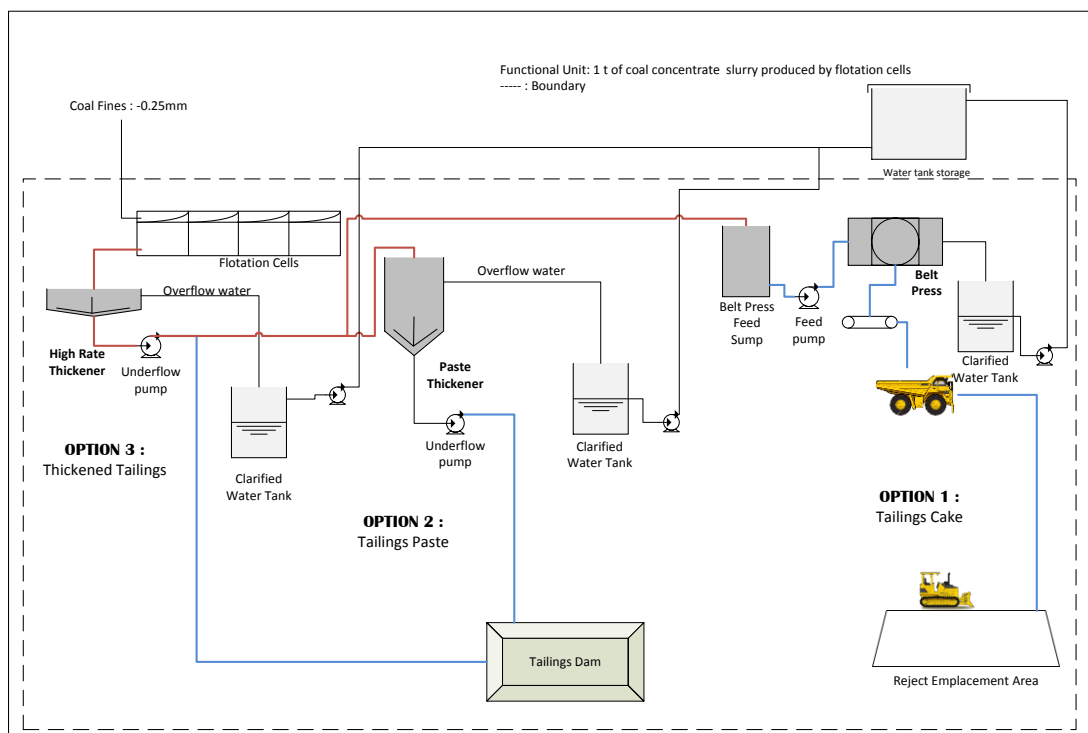 Functional Unit: 1 t of coal concentrate slurry produced by flotation cells
----- : Boundary
Coal Fines : -0.25mm
Water tank storage
Flotation Cells
Overflow water
High Rate
Thickener
Underflow
pump
OPTION 3 :
Thickened Tailings
Clarified
Water Tank
Overflow water
Paste
Thickener
Underflow
pump
OPTION 2 :
Tailings Paste
Clarified
Water Tank
Belt Press
Feed
Sump
Feed
pump
Belt
Press
Clarified
Water Tank
OPTION 1 :
Tailings Cake
Tailings Dam
Reject Emplacement Area